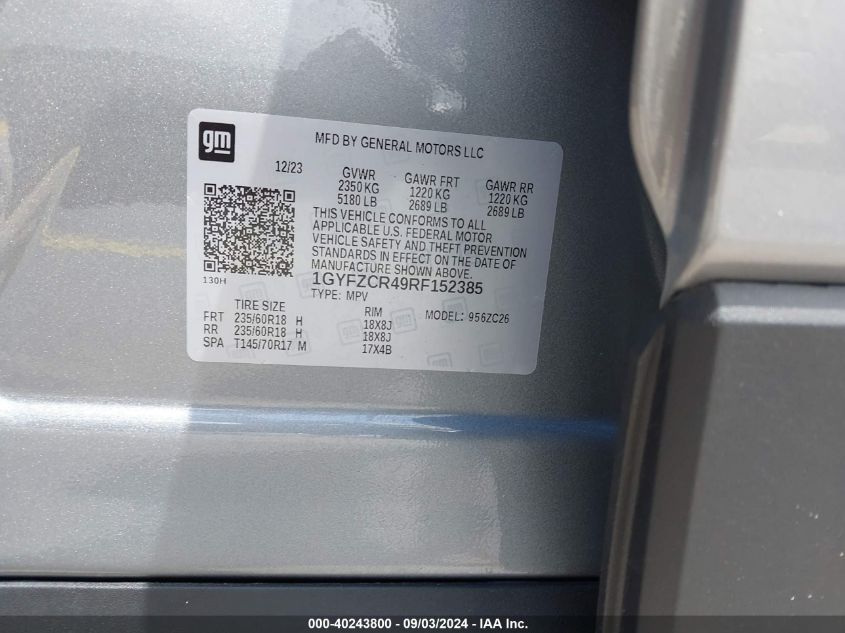 gm
MFD BY GENERAL MOTORS LLC
12/23
GVWR
2350 KG
5180 LB
GAWR FRT
1220 KG
2689 LB
GAWR RR
1220 KG
2689 LB
THIS VEHICLE CONFORMS TO ALL
APPLICABLE U.S. FEDERAL MOTOR
VEHICLE SAFETY AND THEFT PREVENTION
STANDARDS IN EFFECT ON THE DATE OF
MANUFACTURE SHOWN ABOVE.
130H
1GYFZCR49RF152385
TYPE: MPV
TIRE SIZE RIM MODEL: 956ZC26
FRT 235/60R18 H 18X8J
RR 235/60R18 H 18X8J
SPA T145/70R17 M 17X4B
000-40243800 - 09/03/2024 - IAA Inc.